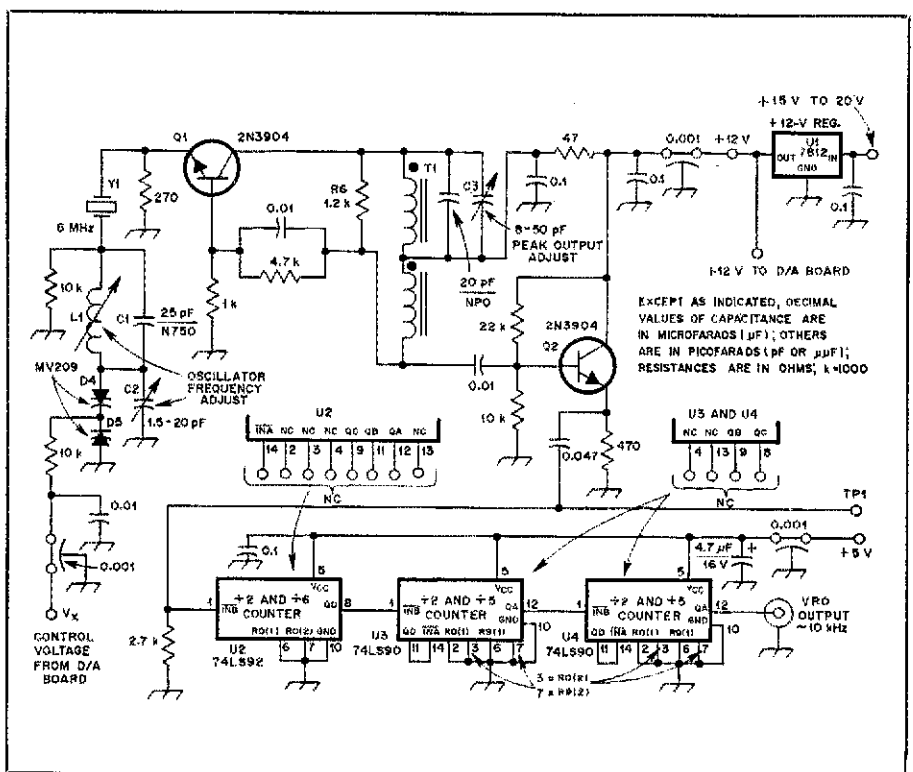 +15 V TO 20 V
+12-V REG.
U1
OUT 7812 IN
GND
0.001
+12 V
0.1
+12 V TO D/A BOARD
47
0.1
0.1
Q1
2N3904
Y1
270
6 MHz
R6
1.2 k
T1
C3
8-50 pF
PEAK OUTPUT
ADJUST
20 pF
NPO
0.01
4.7 k
1 k
10 k
L1
C1
25 pF
N750
OSCILLATOR
FREQUENCY
ADJUST
MV209
D4
D5
C2
1.5-20 pF
10 k
0.01
0.001
Vx
CONTROL
VOLTAGE
FROM D/A
BOARD
22 k
2N3904
Q2
0.01
10 k
0.047
470
EXCEPT AS INDICATED, DECIMAL
VALUES OF CAPACITANCE ARE
IN MICROFARADS (µF); OTHERS
ARE IN PICOFARADS (pF OR µµF);
RESISTANCES ARE IN OHMS; k=1000
U2
INA NC NC NC QC QB QA NC
14 2 3 4 9 11 12 13
NC
U3 AND U4
NC NC QB QC
4 13 9 8
NC
TP1
0.1
4.7 µF
16 V
+
0.001
+5 V
5
VCC
1 INB
÷2 AND ÷6
COUNTER
QD 8
RO(1) RO(2) GND
6 7 10
U2
74LS92
2.7 k
5
VCC
1 INB
÷2 AND ÷5
COUNTER
QA 12
GND
10
QD INA RO(1) R9(1)
11 14 2 3 6 7
U3
74LS90
5
VCC
1 INB
÷2 AND ÷5
COUNTER
QA 12
GND
10
QD INA RO(1) R9(1)
11 14 2 3 6 7
U4
74LS90
3 = RO(2)
7 = R9(2)
VRO
OUTPUT
~10 kHz